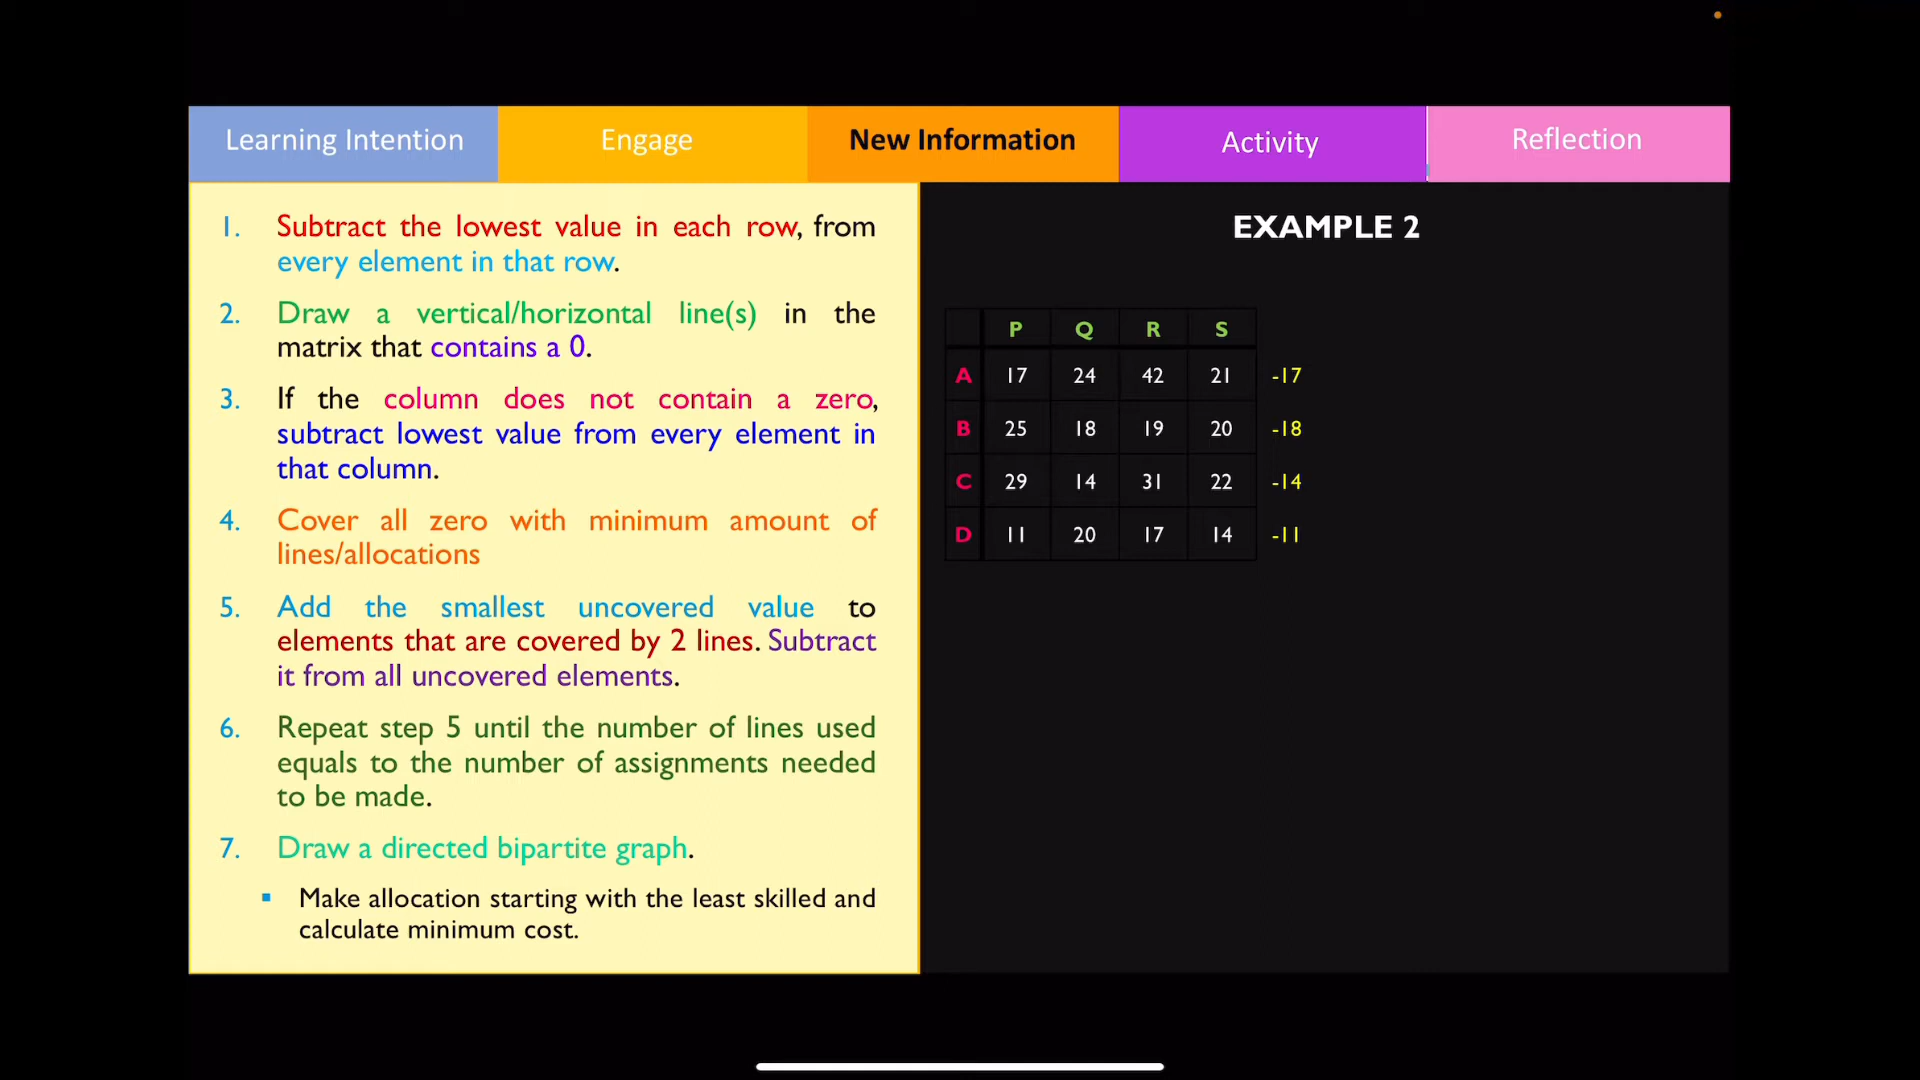 Learning Intention
Engage
New Information
Activity
Reflection
1. Subtract the lowest value in each row, from
every element in that row.
2. Draw a vertical/horizontal line(s) in the
matrix that contains a 0.
3. If the column does not contain a zero,
subtract lowest value from every element in
that column.
4. Cover all zero with minimum amount of
lines/allocations
5. Add the smallest uncovered value to
elements that are covered by 2 lines. Subtract
it from all uncovered elements.
6. Repeat step 5 until the number of lines used
equals to the number of assignments needed
to be made.
7. Draw a directed bipartite graph.
▪ Make allocation starting with the least skilled and
calculate minimum cost.
EXAMPLE 2
P Q R S
A 17 24 42 21 -17
B 25 18 19 20 -18
C 29 14 31 22 -14
D 11 20 17 14 -11